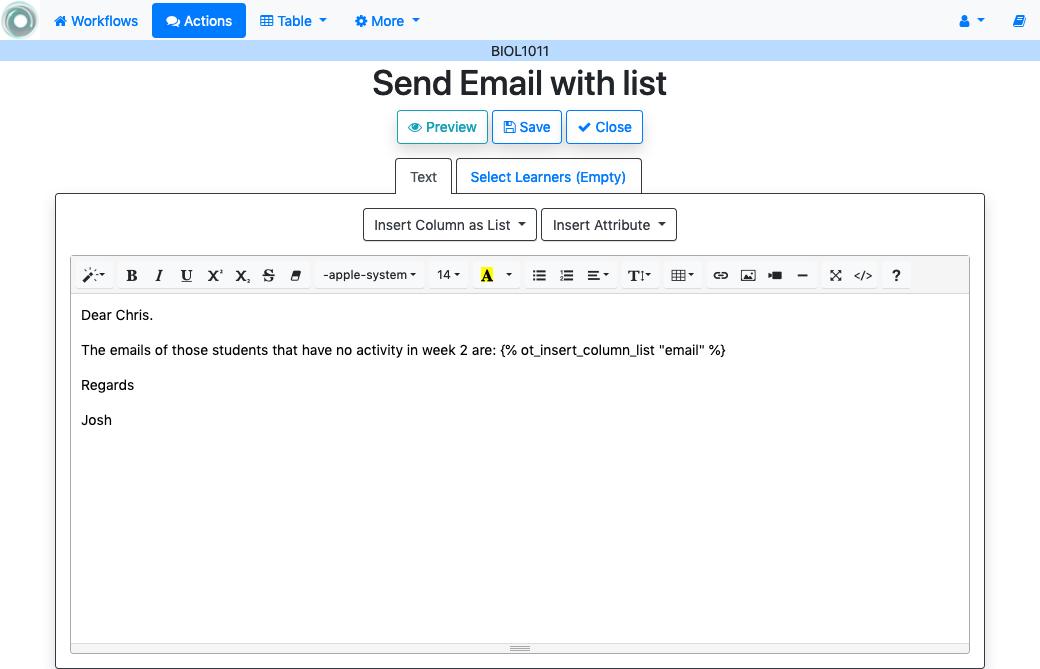 Workflows Actions Table More
BIOL1011
Send Email with list
Preview Save Close
Text Select Learners (Empty)
Insert Column as List Insert Attribute
B I U X² X₂ S -apple-system 14 A T </> ?
Dear Chris.
The emails of those students that have no activity in week 2 are: {% ot_insert_column_list "email" %}
Regards
Josh